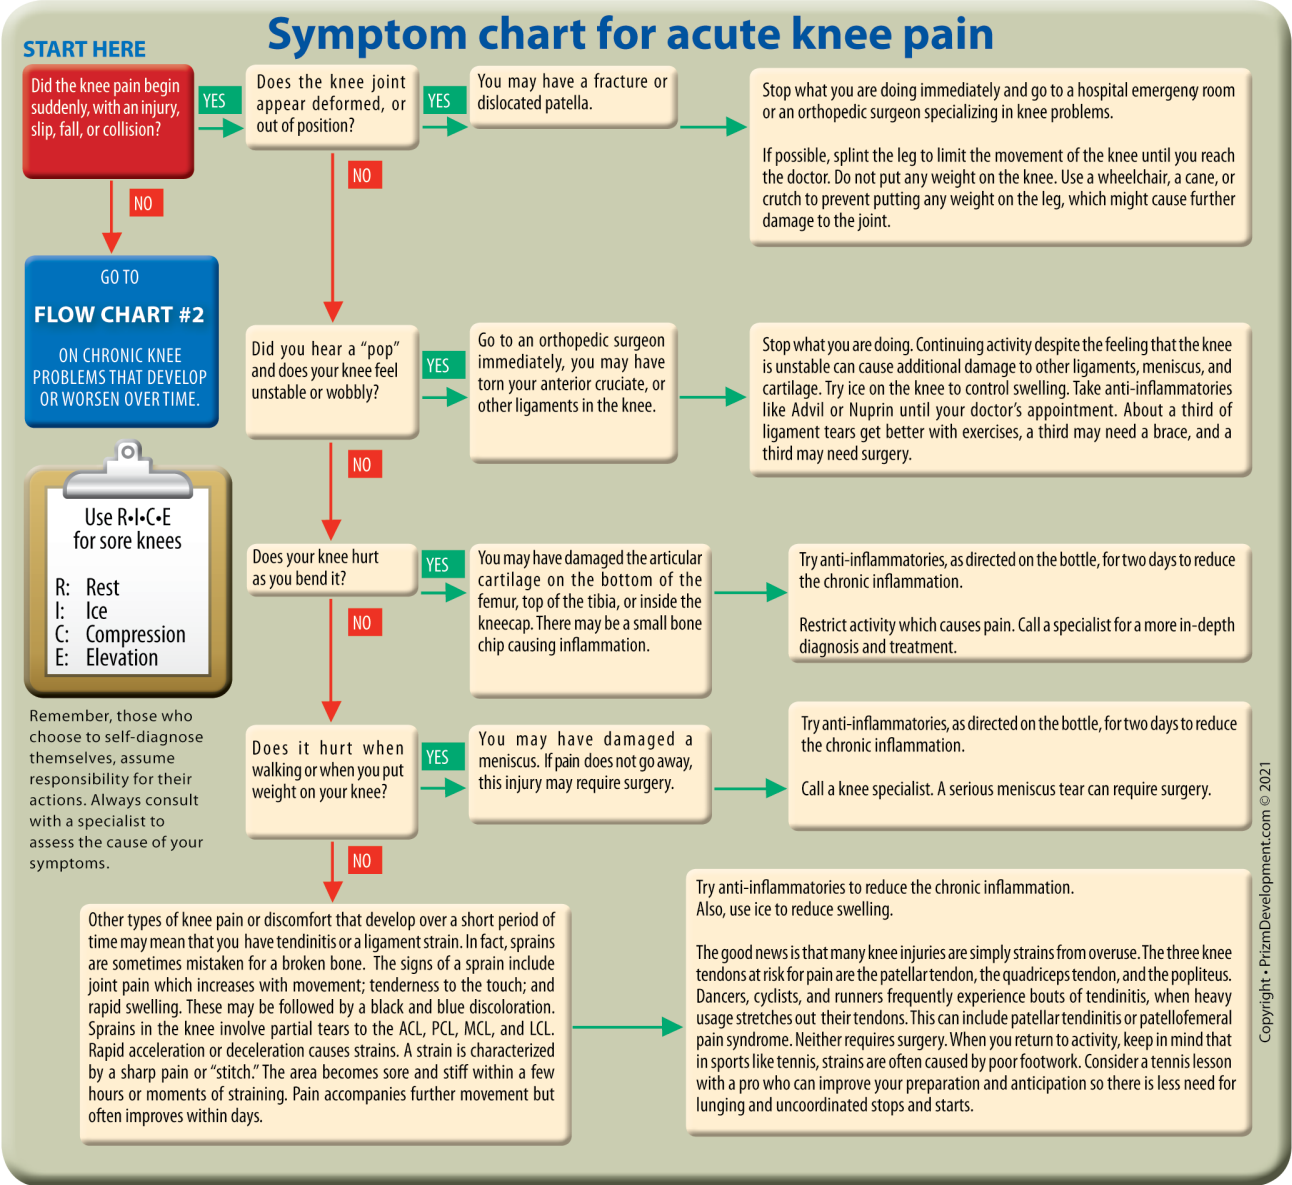 Symptom chart for acute knee pain
START HERE
Did the knee pain begin
suddenly, with an injury,
slip, fall, or collision?
YES
Does the knee joint
appear deformed, or
out of position?
YES
You may have a fracture or
dislocated patella.
Stop what you are doing immediately and go to a hospital emergeny room
or an orthopedic surgeon specializing in knee problems.
If possible, splint the leg to limit the movement of the knee until you reach
the doctor. Do not put any weight on the knee. Use a wheelchair, a cane, or
crutch to prevent putting any weight on the leg, which might cause further
damage to the joint.
NO
NO
GO TO
FLOW CHART #2
ON CHRONIC KNEE
PROBLEMS THAT DEVELOP
OR WORSEN OVER TIME.
Did you hear a “pop”
and does your knee feel
unstable or wobbly?
YES
Go to an orthopedic surgeon
immediately, you may have
torn your anterior cruciate, or
other ligaments in the knee.
Stop what you are doing. Continuing activity despite the feeling that the knee
is unstable can cause additional damage to other ligaments, meniscus, and
cartilage. Try ice on the knee to control swelling. Take anti-inflammatories
like Advil or Nuprin until your doctor’s appointment. About a third of
ligament tears get better with exercises, a third may need a brace, and a
third may need surgery.
NO
Use R•I•C•E
for sore knees
R: Rest
I: Ice
C: Compression
E: Elevation
Does your knee hurt
as you bend it?
YES
You may have damaged the articular
cartilage on the bottom of the
femur, top of the tibia, or inside the
kneecap. There may be a small bone
chip causing inflammation.
Try anti-inflammatories, as directed on the bottle, for two days to reduce
the chronic inflammation.
Restrict activity which causes pain. Call a specialist for a more in-depth
diagnosis and treatment.
NO
Remember, those who
choose to self-diagnose
themselves, assume
responsibility for their
actions. Always consult
with a specialist to
assess the cause of your
symptoms.
Does it hurt when
walking or when you put
weight on your knee?
YES
You may have damaged a
meniscus. If pain does not go away,
this injury may require surgery.
Try anti-inflammatories, as directed on the bottle, for two days to reduce
the chronic inflammation.
Call a knee specialist. A serious meniscus tear can require surgery.
NO
Other types of knee pain or discomfort that develop over a short period of
time may mean that you have tendinitis or a ligament strain. In fact, sprains
are sometimes mistaken for a broken bone. The signs of a sprain include
joint pain which increases with movement; tenderness to the touch; and
rapid swelling. These may be followed by a black and blue discoloration.
Sprains in the knee involve partial tears to the ACL, PCL, MCL, and LCL.
Rapid acceleration or deceleration causes strains. A strain is characterized
by a sharp pain or “stitch.” The area becomes sore and stiff within a few
hours or moments of straining. Pain accompanies further movement but
often improves within days.
Try anti-inflammatories to reduce the chronic inflammation.
Also, use ice to reduce swelling.
The good news is that many knee injuries are simply strains from overuse. The three knee
tendons at risk for pain are the patellar tendon, the quadriceps tendon, and the popliteus.
Dancers, cyclists, and runners frequently experience bouts of tendinitis, when heavy
usage stretches out their tendons. This can include patellar tendinitis or patellofemeral
pain syndrome. Neither requires surgery. When you return to activity, keep in mind that
in sports like tennis, strains are often caused by poor footwork. Consider a tennis lesson
with a pro who can improve your preparation and anticipation so there is less need for
lunging and uncoordinated stops and starts.
Copyright • PrizmDevelopment.com © 2021